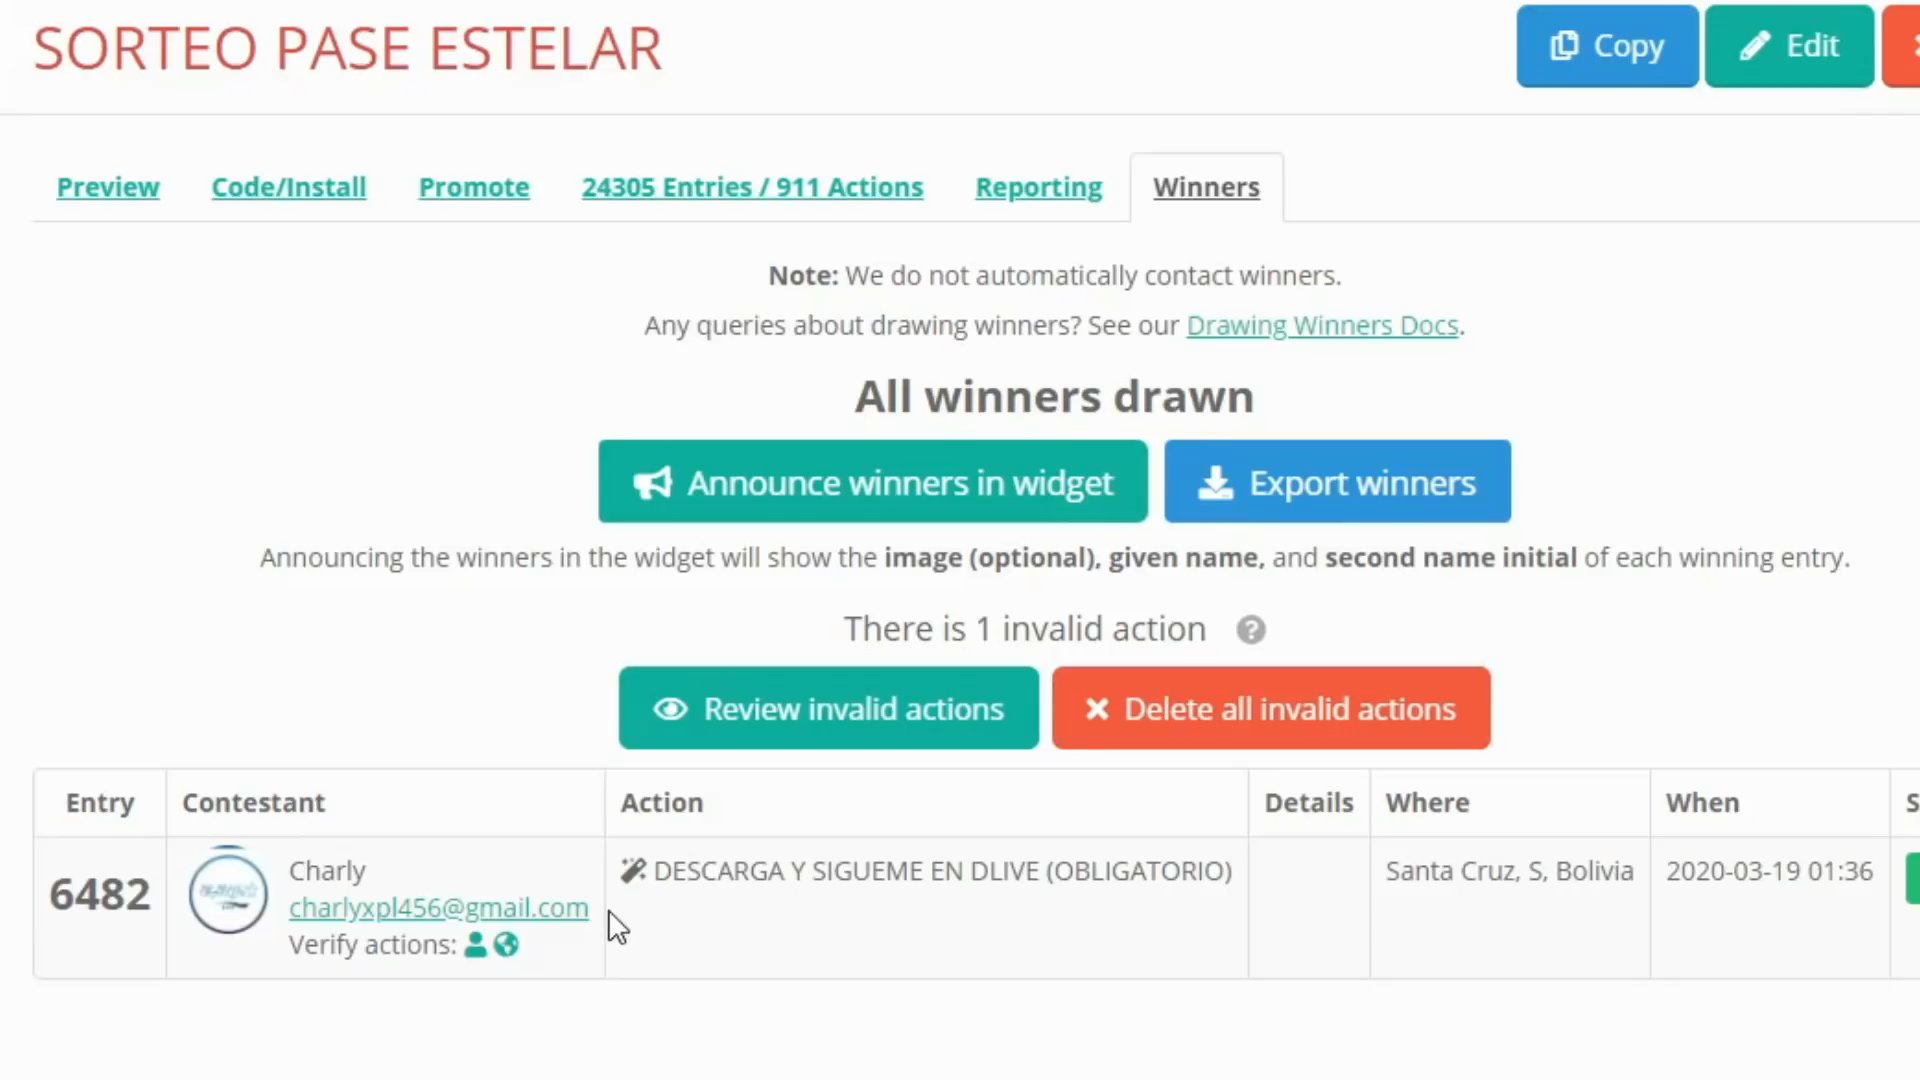 SORTEO PASE ESTELAR
Copy
Edit
Preview
Code/Install
Promote
24305 Entries / 911 Actions
Reporting
Winners
Note: We do not automatically contact winners.
Any queries about drawing winners? See our Drawing Winners Docs.
All winners drawn
Announce winners in widget
Export winners
Announcing the winners in the widget will show the image (optional), given name, and second name initial of each winning entry.
There is 1 invalid action ?
Review invalid actions
Delete all invalid actions
Entry
Contestant
Action
Details
Where
When
S
6482
Charly
charlyxpl456@gmail.com
Verify actions:
DESCARGA Y SIGUEME EN DLIVE (OBLIGATORIO)
Santa Cruz, S, Bolivia
2020-03-19 01:36